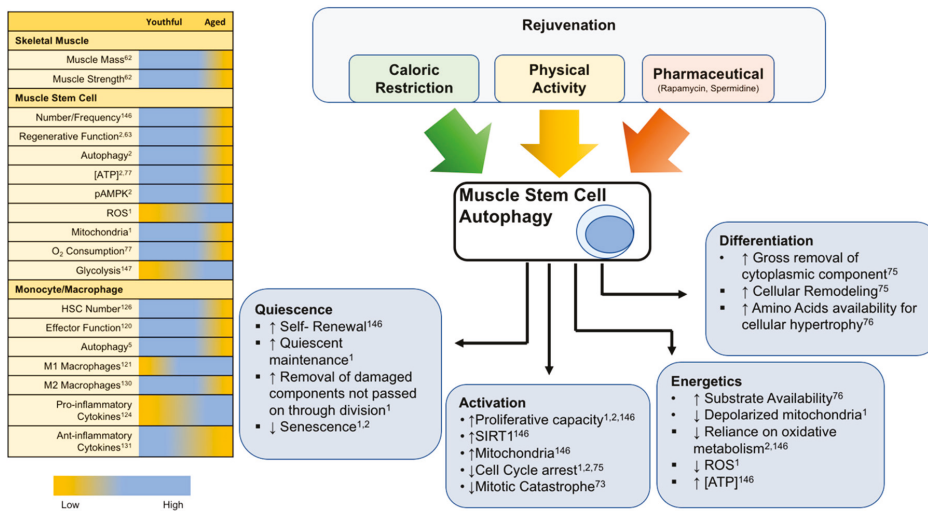 Youthful Aged
Skeletal Muscle
Muscle Mass62
Muscle Strength62
Muscle Stem Cell
Number/Frequency146
Regenerative Function2,63
Autophagy2
[ATP]2,77
pAMPK2
ROS1
Mitochondria1
O2 Consumption77
Glycolysis147
Monocyte/Macrophage
HSC Number126
Effector Function120
Autophagy5
M1 Macrophages121
M2 Macrophages130
Pro-inflammatory
Cytokines124
Anti-inflammatory
Cytokines131
Low High
Rejuvenation
Caloric
Restriction
Physical
Activity
Pharmaceutical
(Rapamycin, Spermidine)
Muscle Stem Cell
Autophagy
Quiescence
▪ ↑ Self- Renewal146
▪ ↑ Quiescent
maintenance1
▪ ↑ Removal of damaged
components not passed
on through division1
▪ ↓ Senescence1,2
Activation
• ↑Proliferative capacity1,2,146
• ↑SIRT1146
• ↑Mitochondria146
• ↓Cell Cycle arrest1,2,75
• ↓Mitotic Catastrophe73
Differentiation
• ↑ Gross removal of
cytoplasmic component75
▪ ↑ Cellular Remodeling75
▪ ↑ Amino Acids availability for
cellular hypertrophy76
Energetics
▪ ↑ Substrate Availability76
▪ ↓ Depolarized mitochondria1
▪ ↓ Reliance on oxidative
metabolism2,146
▪ ↓ ROS1
▪ ↑ [ATP]146